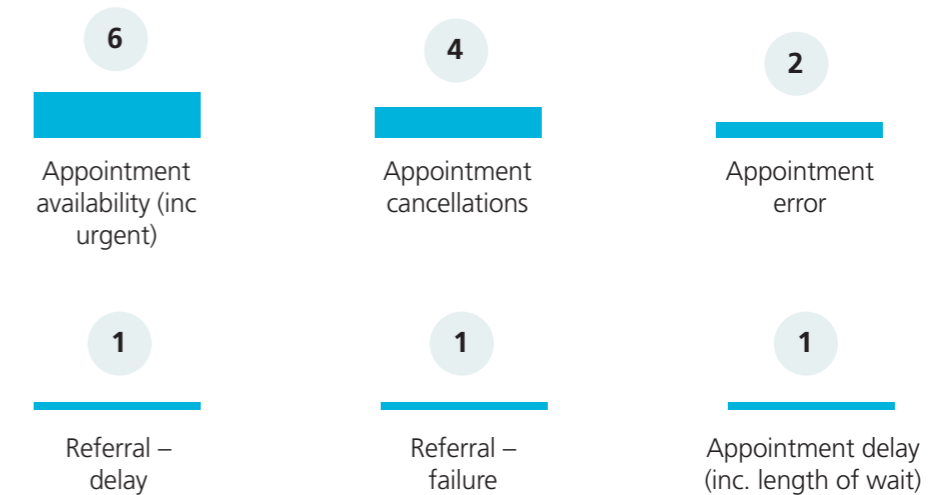 6
Appointment
availability (inc
urgent)
4
Appointment
cancellations
2
Appointment
error
1
Referral –
delay
1
Referral –
failure
1
Appointment delay
(inc. length of wait)